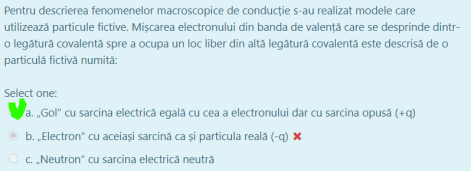 Pentru descrierea fenomenelor macroscopice de conducție s-au realizat modele care
utilizează particule fictive. Mișcarea electronului din banda de valență care se desprinde dintr-
o legătură covalentă spre a ocupa un loc liber din altă legătură covalentă este descrisă de o
particulă fictivă numită:
Select one:
a. „Gol” cu sarcina electrică egală cu cea a electronului dar cu sarcina opusă (+q)
b. „Electron” cu aceiași sarcină ca și particula reală (-q)
c. „Neutron” cu sarcina electrică neutră